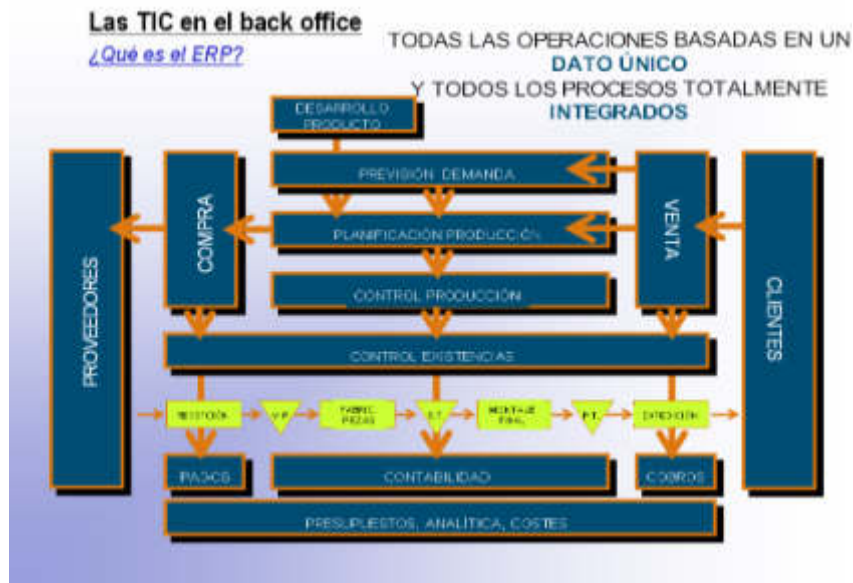 Las TIC en el back office
¿Qué es el ERP?
TODAS LAS OPERACIONES BASADAS EN UN
DATO ÚNICO
Y TODOS LOS PROCESOS TOTALMENTE
INTEGRADOS
DESARROLLO
PRODUCTO
PREVISIÓN DEMANDA
PLANIFICACIÓN PRODUCCIÓN
CONTROL PRODUCCIÓN
CONTROL EXISTENCIAS
PROVEEDORES
COMPRA
VENTA
CLIENTES
RECEPCIÓN
M.P.
FABRIC.
PIEZAS
MONTAJE
FINAL
P.T.
EXPEDICIÓN
PAGOS
CONTABILIDAD
COBROS
PRESUPUESTOS, ANALÍTICA, COSTES